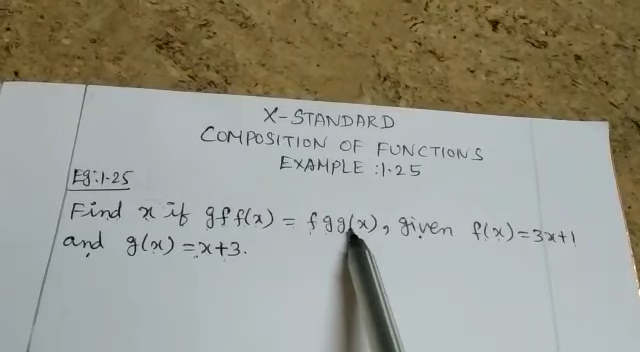 X-STANDARD
COMPOSITION OF FUNCTIONS
EXAMPLE :1.25
Eg:1.25
Find x if gff(x) = fgg(x), given f(x)=3x+1
and g(x)=x+3.